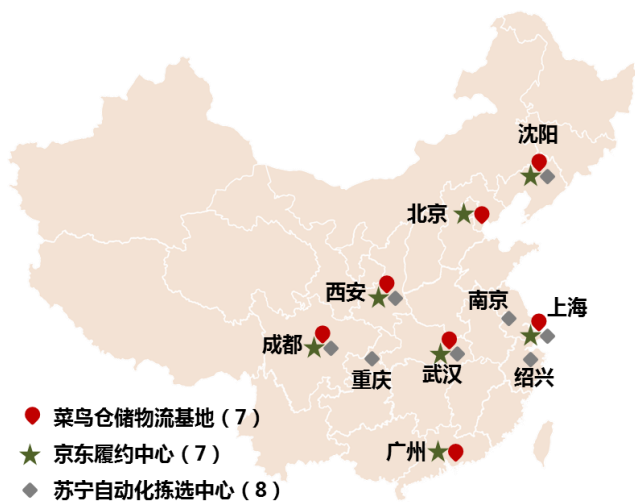 沈阳
北京
西安
南京
上海
成都
重庆
武汉
绍兴
广州
菜鸟仓储物流基地（7）
京东履约中心（7）
苏宁自动化拣选中心（8）